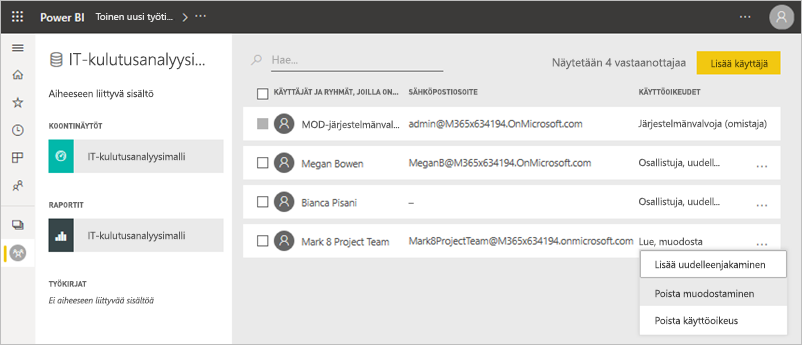 Power BI Toinen uusi työti... > ...
IT-kulutusanalyysi...
Aiheeseen liittyvä sisältö
KOONTINÄYTÖT
IT-kulutusanalyysimalli
RAPORTIT
IT-kulutusanalyysimalli
TYÖKIRJAT
Ei aiheeseen liittyvää sisältöä
Hae...
Näytetään 4 vastaanottajaa
Lisää käyttäjä
KÄYTTÄJÄT JA RYHMÄT, JOILLA ON... SÄHKÖPOSTIOSOITE KÄYTTÖOIKEUDET
MOD-järjestelmänval... admin@M365x634194.OnMicrosoft.com Järjestelmänvalvoja (omistaja)
Megan Bowen MeganB@M365x634194.OnMicrosoft.com Osallistuja, uudell... ...
Bianca Pisani – Osallistuja, uudell... ...
Mark 8 Project Team Mark8ProjectTeam@M365x634194.onmicrosoft.com Lue, muodosta ...
Lisää uudelleenjakaminen
Poista muodostaminen
Poista käyttöoikeus